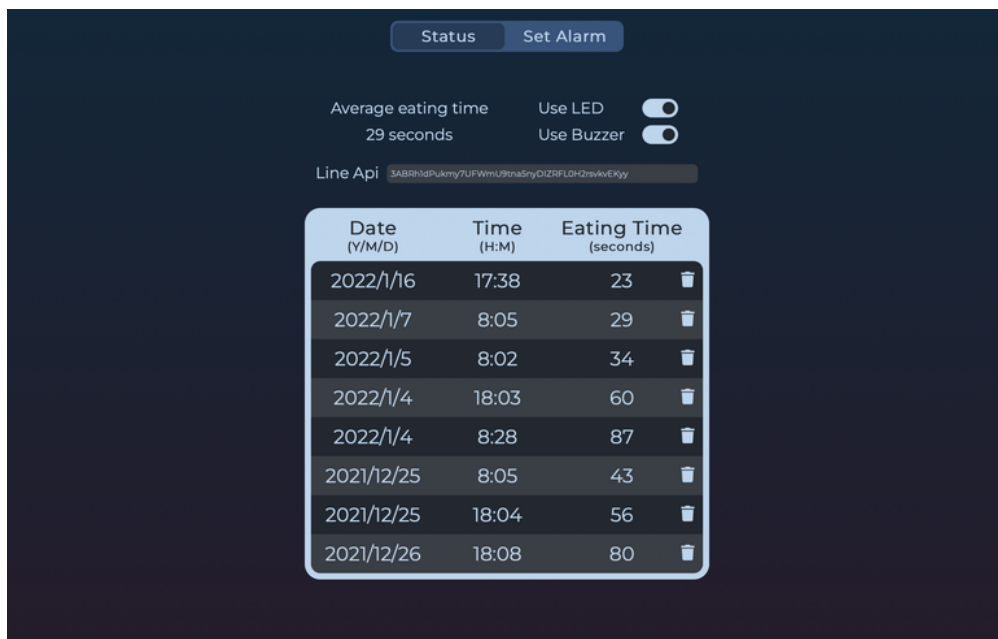 Status Set Alarm
Average eating time Use LED
29 seconds Use Buzzer
Line Api
Date Time Eating Time
(Y/M/D) (H:M) (seconds)
2022/1/16 17:38 23
2022/1/7 8:05 29
2022/1/5 8:02 34
2022/1/4 18:03 60
2022/1/4 8:28 87
2021/12/25 8:05 43
2021/12/25 18:04 56
2021/12/26 18:08 80